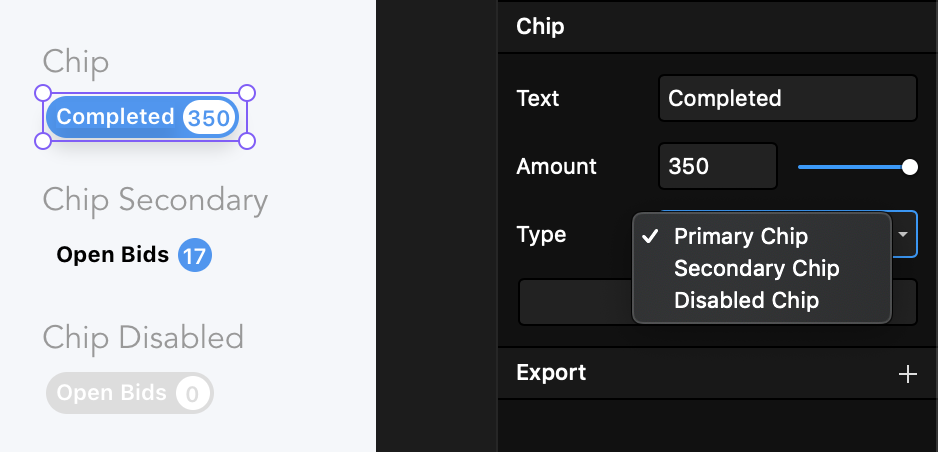 Chip
Completed 350
Chip Secondary
Open Bids 17
Chip Disabled
Open Bids 0
Chip
Text Completed
Amount 350
Type
Primary Chip
Secondary Chip
Disabled Chip
Export